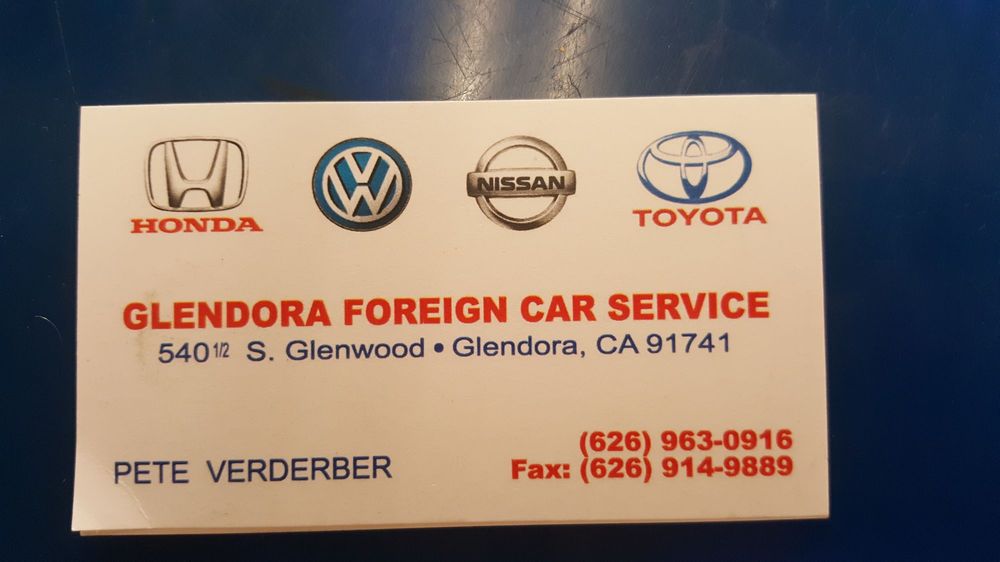 HONDA
VW
NISSAN
TOYOTA
GLENDORA FOREIGN CAR SERVICE
540 1/2 S. Glenwood • Glendora, CA 91741
(626) 963-0916
PETE VERDERBER
Fax: (626) 914-9889